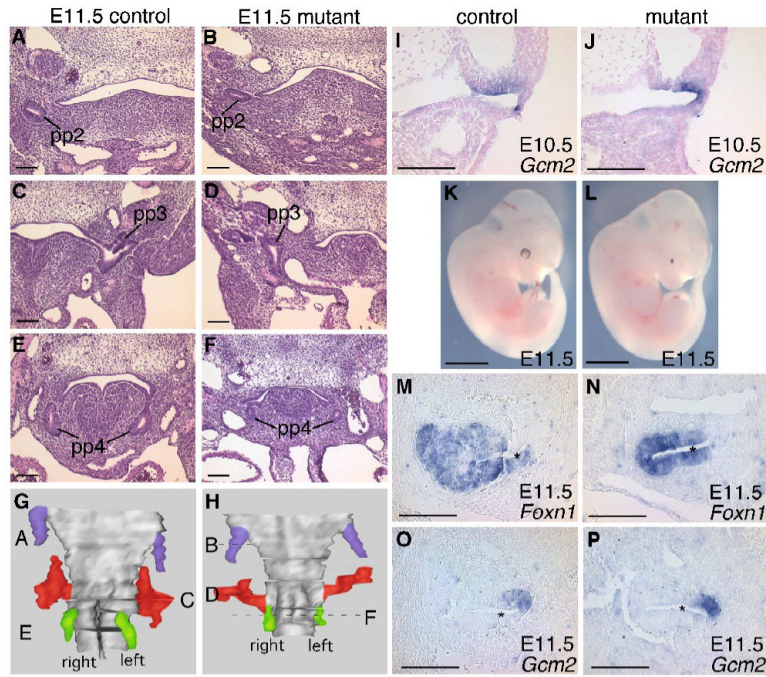 E11.5 control E11.5 mutant control mutant
A B I J
pp2 pp2
E10.5 Gcm2 E10.5 Gcm2
C D K L
pp3 pp3
E11.5 E11.5
E F
pp4 pp4
M N
E11.5 Foxn1 E11.5 Foxn1
G H
A B
C D
E F
right left right left
O P
E11.5 Gcm2 E11.5 Gcm2